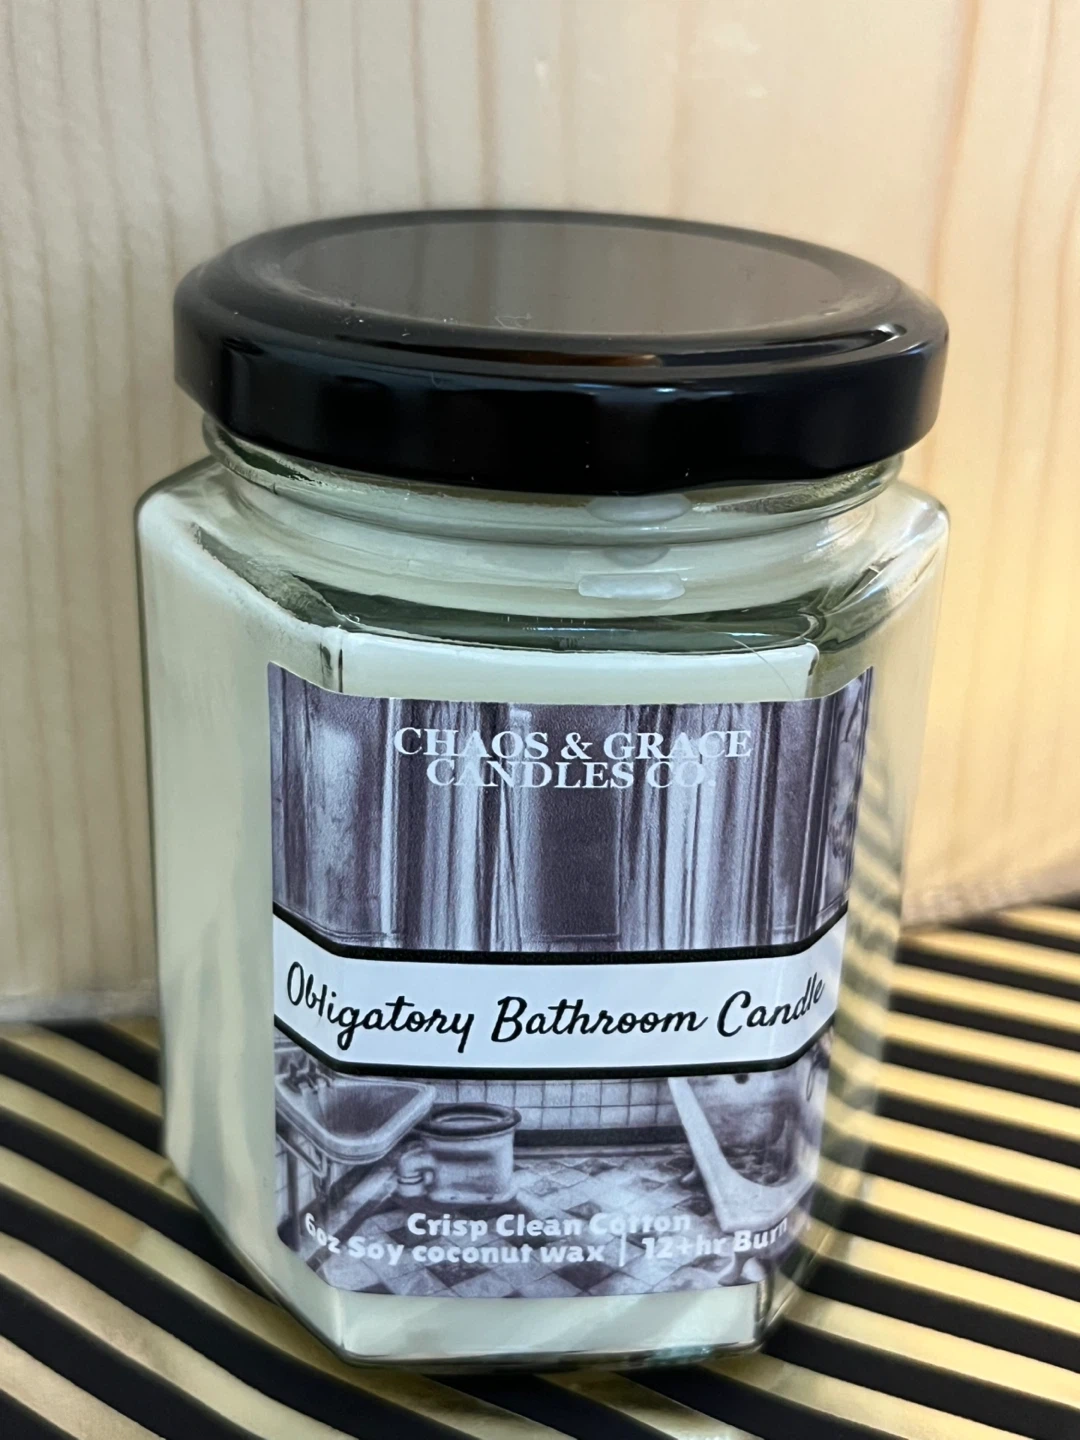 CHAOS & GRACE
CANDLES CO.
Obligatory Bathroom Candle
Crisp Clean Cotton
6oz Soy coconut wax | 12+hr Burn